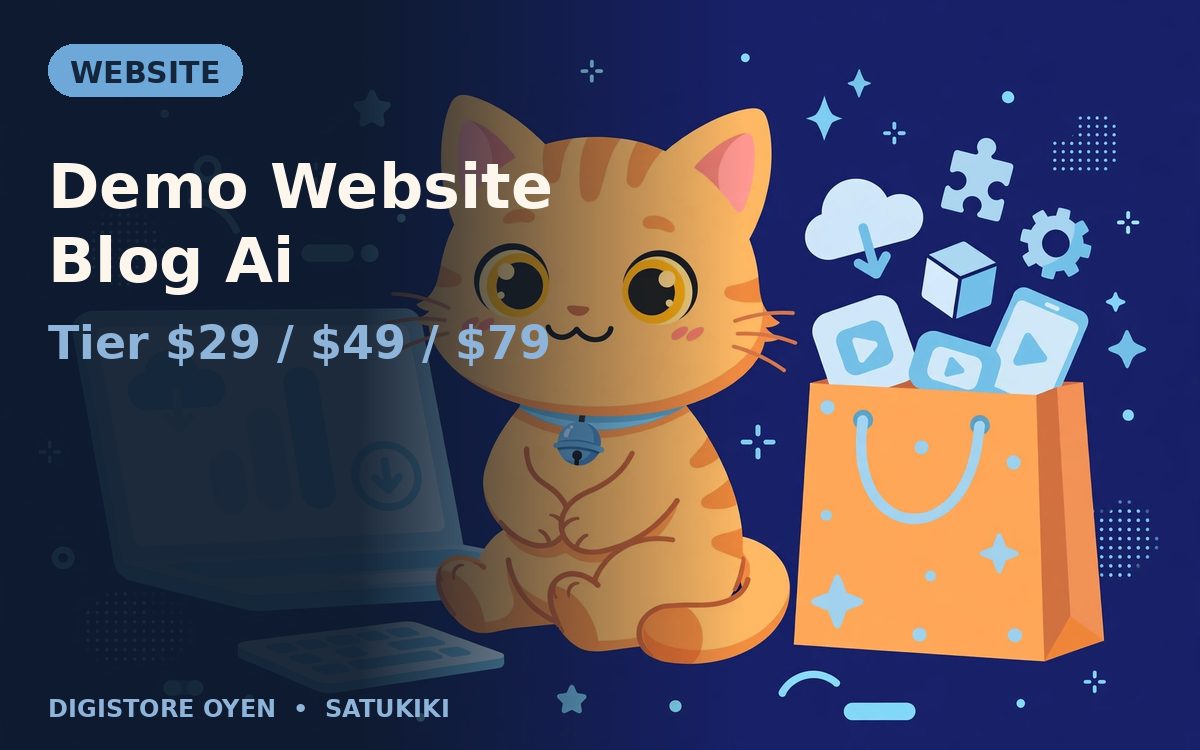 WEBSITE
Demo Website
Blog Ai
Tier $29 / $49 / $79
DIGISTORE OYEN • SATUKIKI